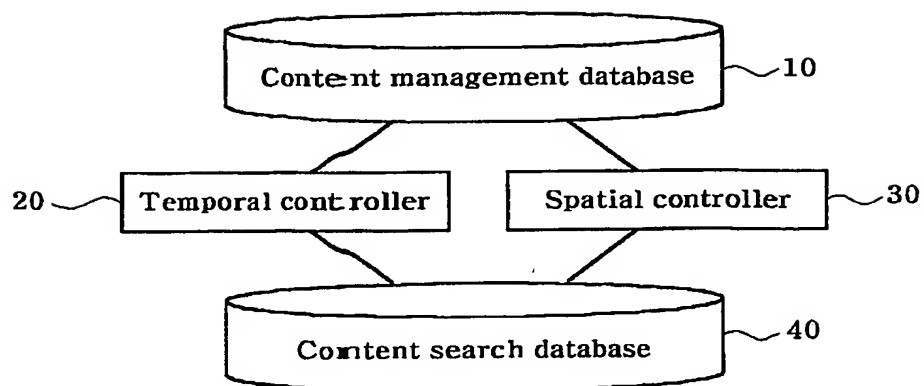 Content management database
10
20
Temporal controller
Spatial controller
30
Content search database
40